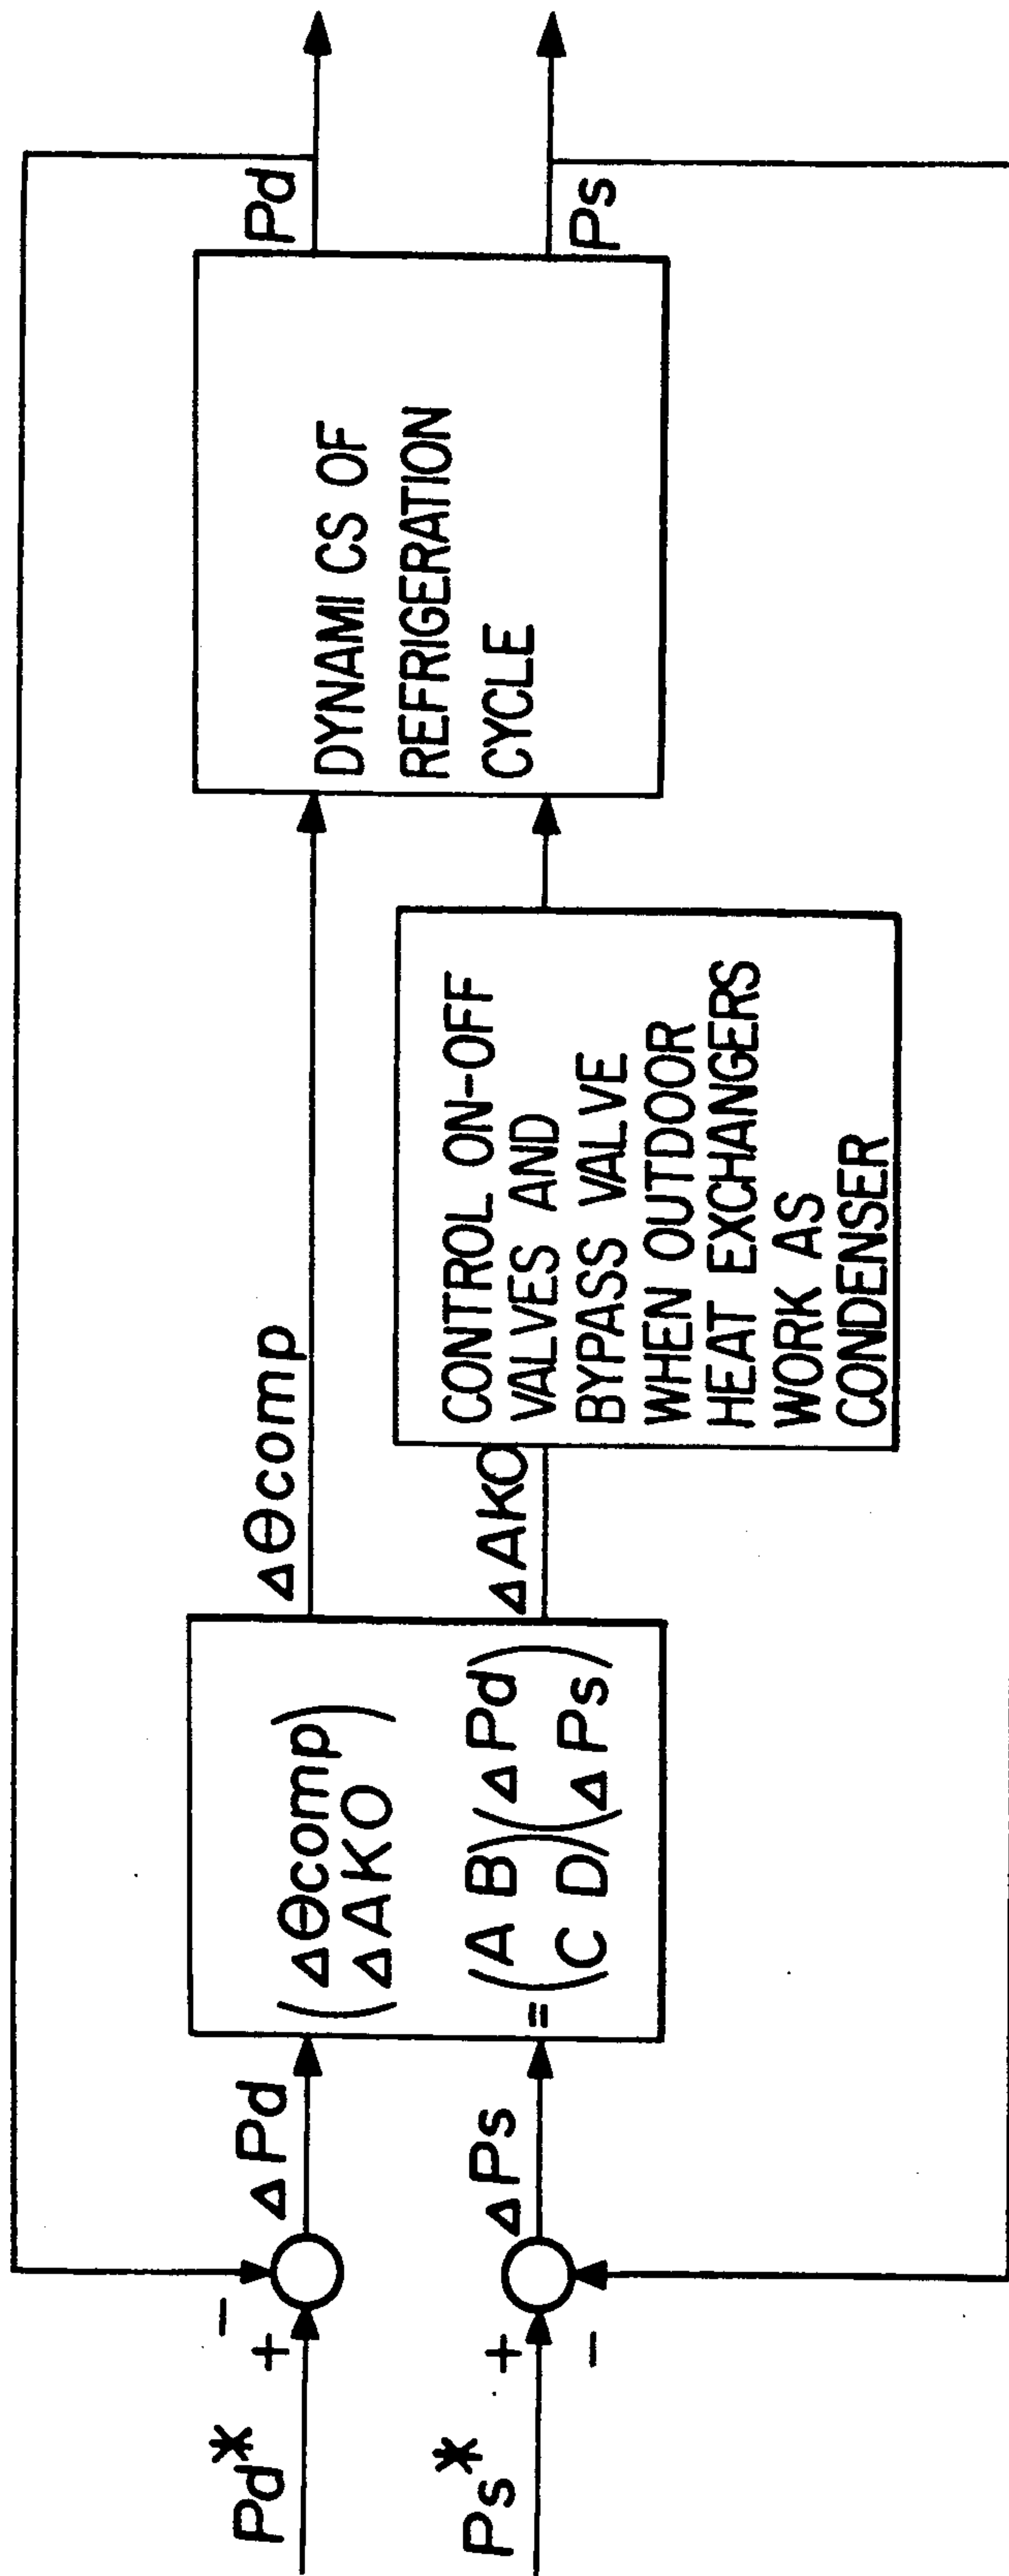 Pd*
+
-
ΔPd
Ps*
+
-
ΔPs
(Δθcomp)
(ΔAKO)
=(A B)(ΔPd)
(C D)(ΔPs)
Δθcomp
ΔAKO
CONTROL ON-OFF
VALVES AND
BYPASS VALVE
WHEN OUTDOOR
HEAT EXCHANGERS
WORK AS
CONDENSER
DYNAMI CS OF
REFRIGERATION
CYCLE
Pd
Ps